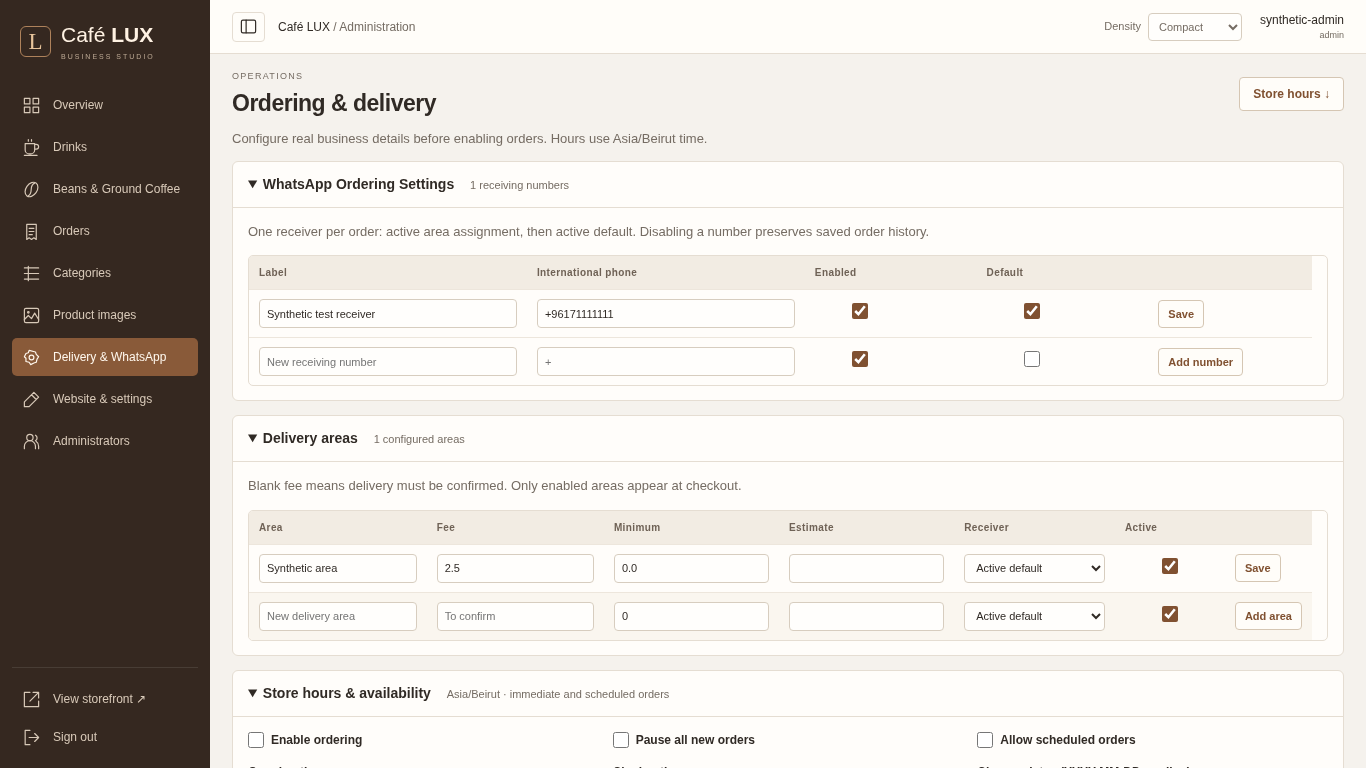 L
Café LUX
BUSINESS STUDIO
Overview
Drinks
Beans & Ground Coffee
Orders
Categories
Product images
Delivery & WhatsApp
Website & settings
Administrators
View storefront ↗
Sign out
Café LUX / Administration
Density Compact
synthetic-admin
admin
OPERATIONS
Ordering & delivery
Store hours ↓
Configure real business details before enabling orders. Hours use Asia/Beirut time.
▼ WhatsApp Ordering Settings 1 receiving numbers
One receiver per order: active area assignment, then active default. Disabling a number preserves saved order history.
Label International phone Enabled Default
Synthetic test receiver +96171111111 Save
New receiving number + Add number
▼ Delivery areas 1 configured areas
Blank fee means delivery must be confirmed. Only enabled areas appear at checkout.
Area Fee Minimum Estimate Receiver Active
Synthetic area 2.5 0.0 Active default Save
New delivery area To confirm 0 Active default Add area
▼ Store hours & availability Asia/Beirut · immediate and scheduled orders
Enable ordering Pause all new orders Allow scheduled orders